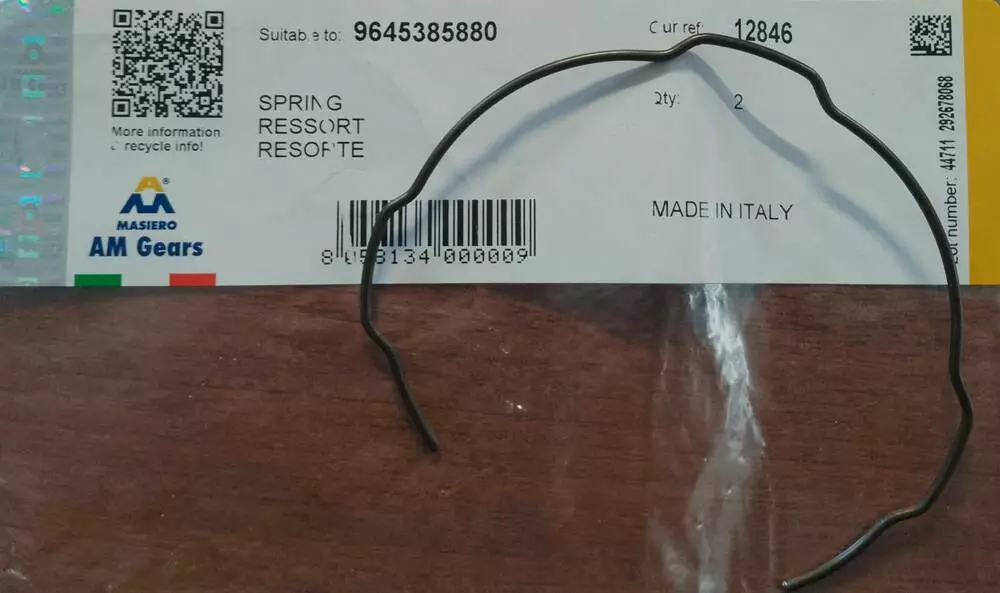 Suitable to: 9645385880
Our ref: 12846
SPRING
RESSORT
RESORTE
Qty: 2
More information
& recycle info!
MASIERO
AM Gears
®
MADE IN ITALY
8 058134 000009
Lot number: 44711 292678068